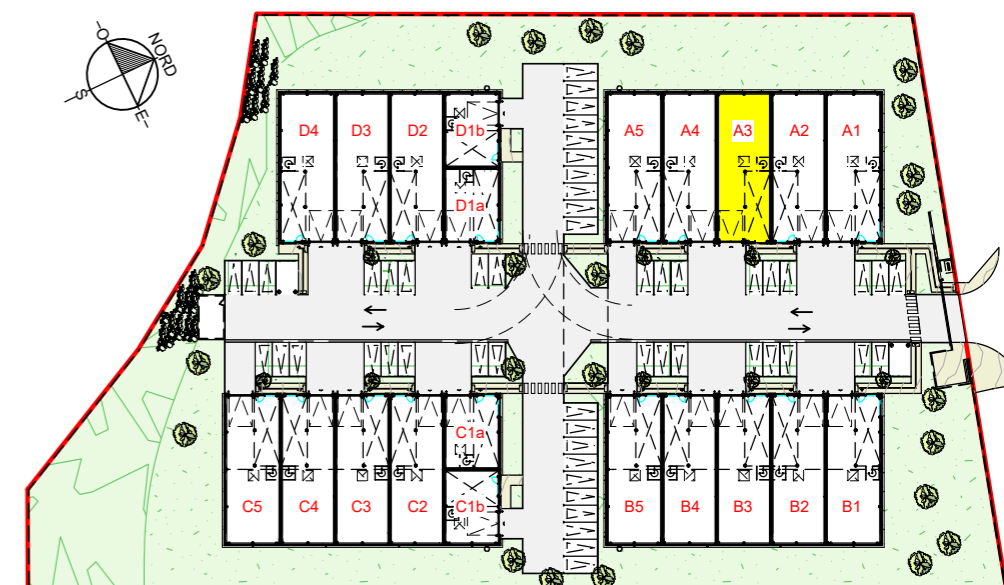 -O-
NORD
-S-
-E-
D4 D3 D2 D1b
A5 A4 A3 A2 A1
D1a
C1a
C5 C4 C3 C2 C1b
B5 B4 B3 B2 B1